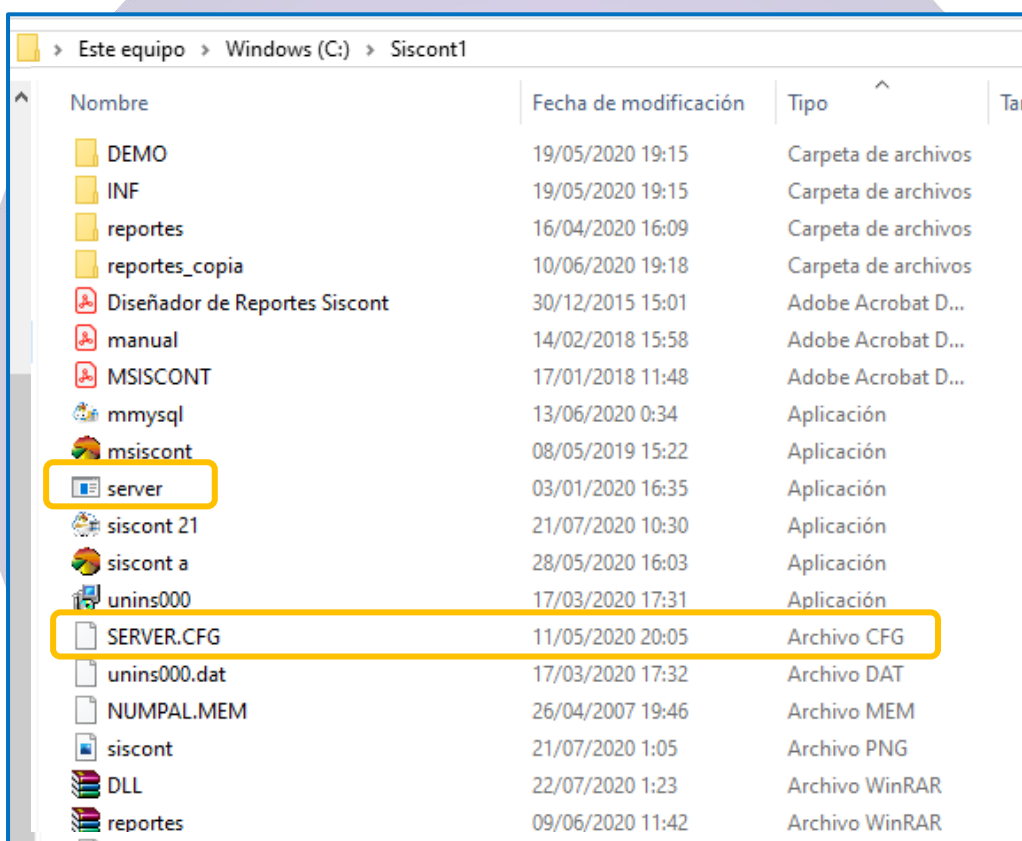 Este equipo > Windows (C:) > Siscont1
Nombre Fecha de modificación Tipo
DEMO 19/05/2020 19:15 Carpeta de archivos
INF 19/05/2020 19:15 Carpeta de archivos
reportes 16/04/2020 16:09 Carpeta de archivos
reportes_copia 10/06/2020 19:18 Carpeta de archivos
Diseñador de Reportes Siscont 30/12/2015 15:01 Adobe Acrobat D...
manual 14/02/2018 15:58 Adobe Acrobat D...
MSISCONT 17/01/2018 11:48 Adobe Acrobat D...
mmysql 13/06/2020 0:34 Aplicación
msiscont 08/05/2019 15:22 Aplicación
server 03/01/2020 16:35 Aplicación
siscont 21 21/07/2020 10:30 Aplicación
siscont a 28/05/2020 16:03 Aplicación
unins000 17/03/2020 17:31 Aplicación
SERVER.CFG 11/05/2020 20:05 Archivo CFG
unins000.dat 17/03/2020 17:32 Archivo DAT
NUMPAL.MEM 26/04/2007 19:46 Archivo MEM
siscont 21/07/2020 1:05 Archivo PNG
DLL 22/07/2020 1:23 Archivo WinRAR
reportes 09/06/2020 11:42 Archivo WinRAR